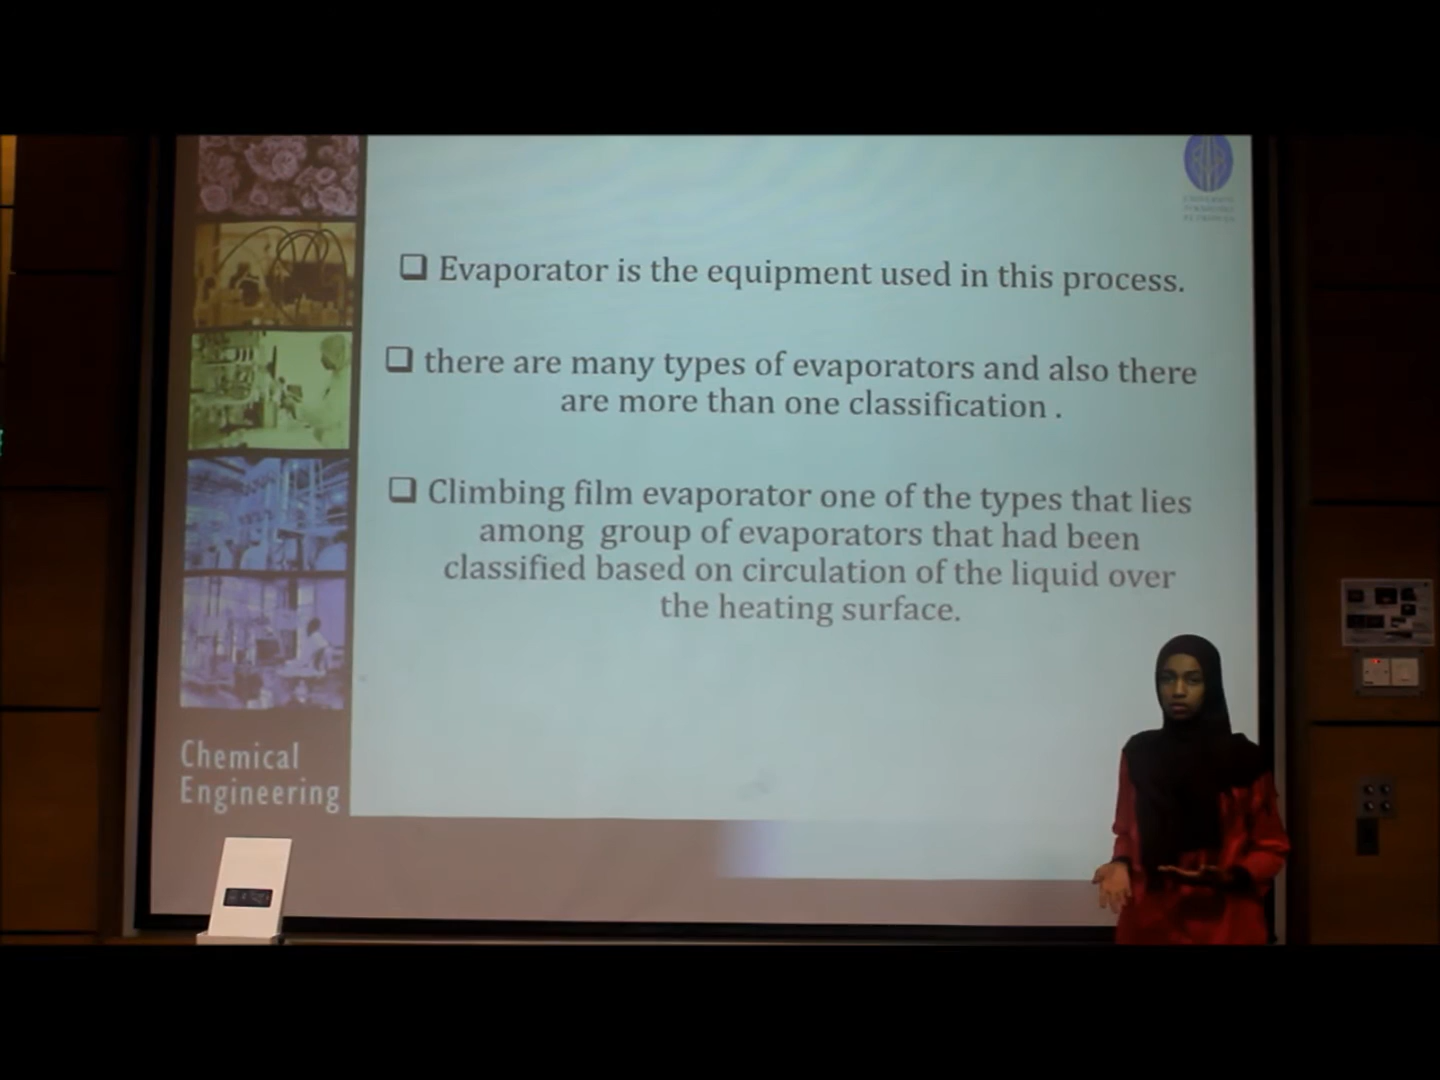 Evaporator is the equipment used in this process.
there are many types of evaporators and also there
are more than one classification .
Climbing film evaporator one of the types that lies
among group of evaporators that had been
classified based on circulation of the liquid over
the heating surface.
Chemical
Engineering